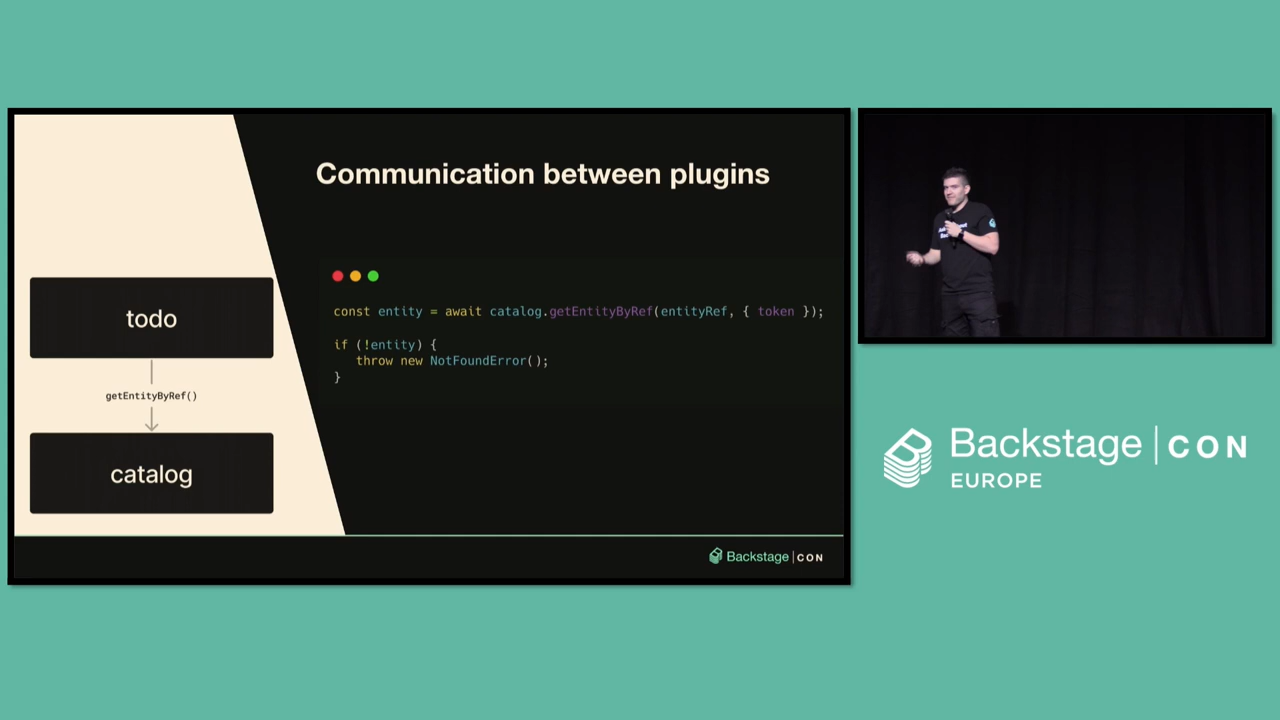 Communication between plugins
todo
getEntityByRef()
catalog
const entity = await catalog.getEntityByRef(entityRef, { token });
if (!entity) {
throw new NotFoundError();
}
Backstage | CON
Backstage | CON
EUROPE